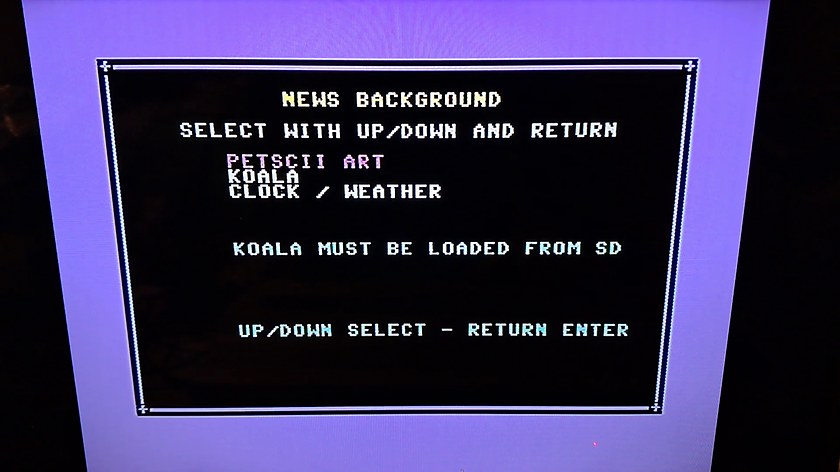 NEWS BACKGROUND
SELECT WITH UP/DOWN AND RETURN
PETSCII ART
KOALA
CLOCK / WEATHER
KOALA MUST BE LOADED FROM SD
UP/DOWN SELECT - RETURN ENTER